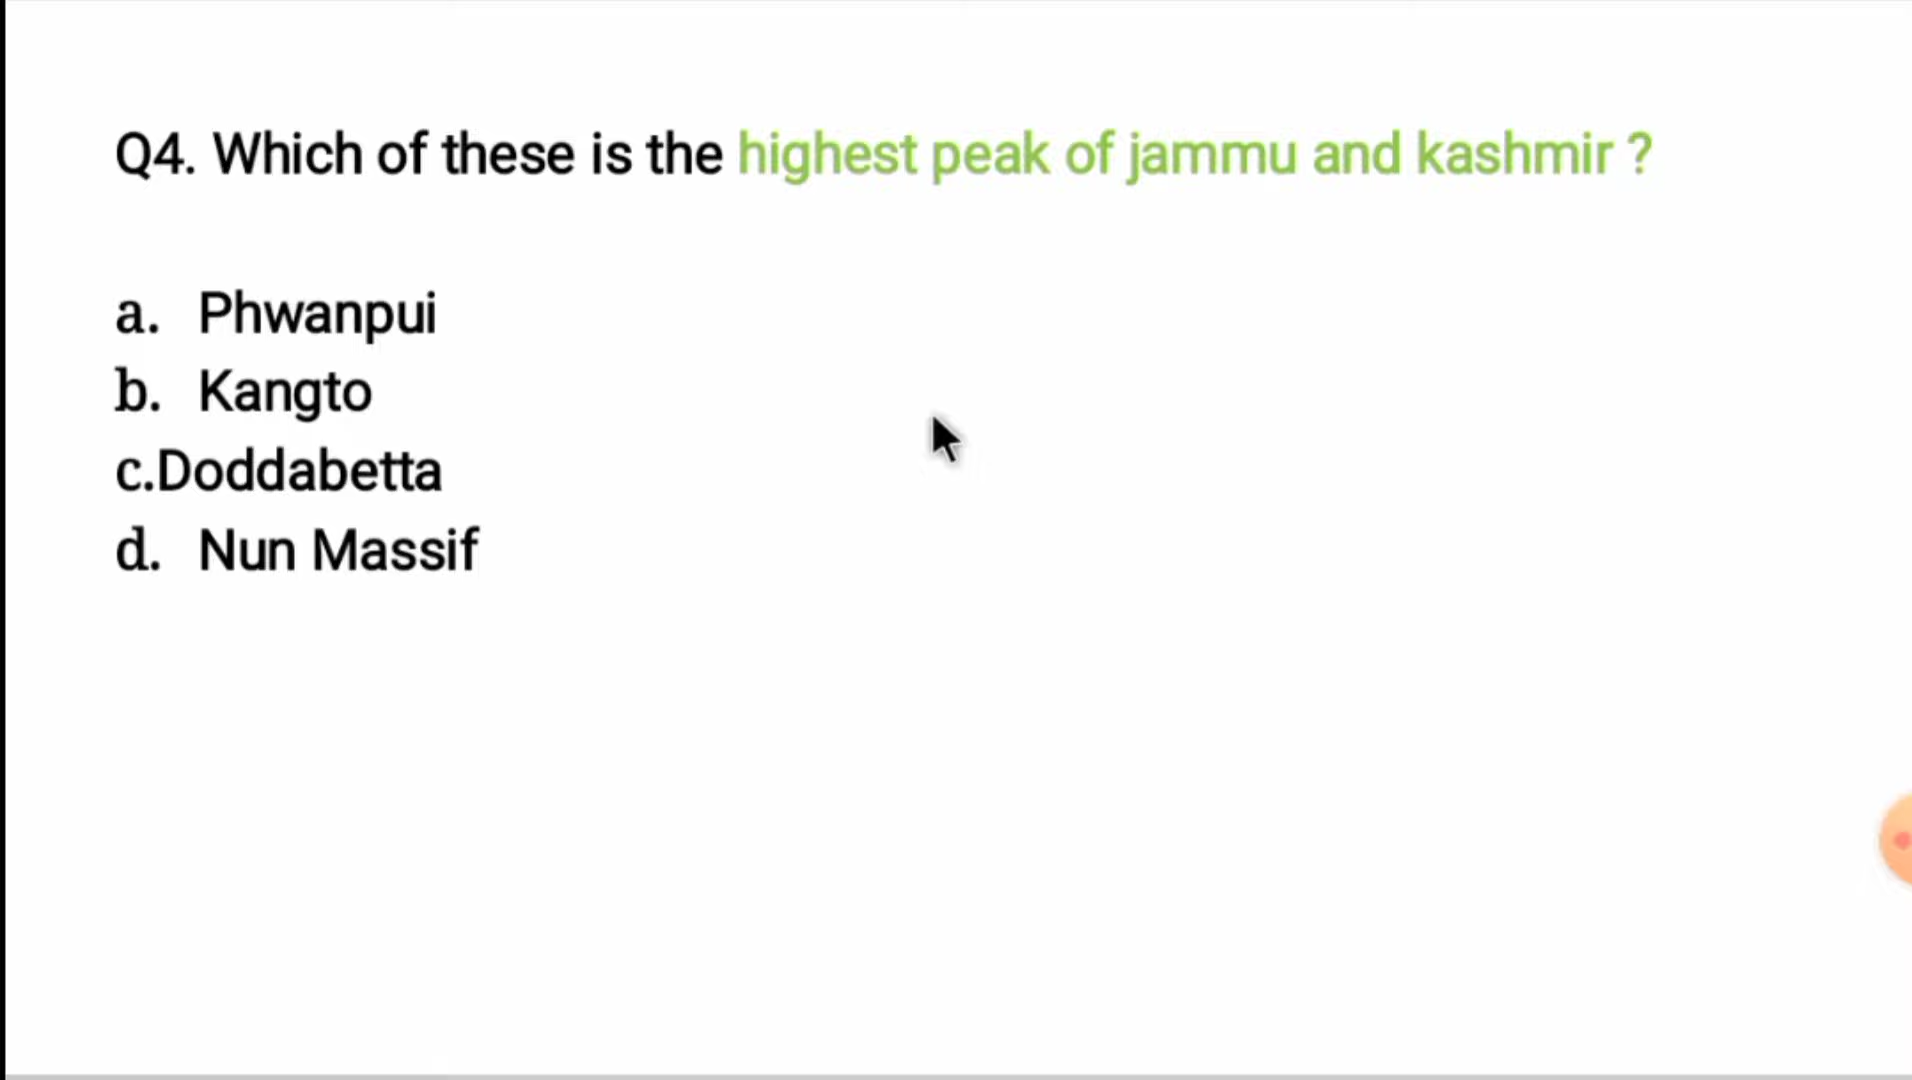 Q4. Which of these is the highest peak of jammu and kashmir ?
a. Phwanpui
b. Kangto
c.Doddabetta
d. Nun Massif